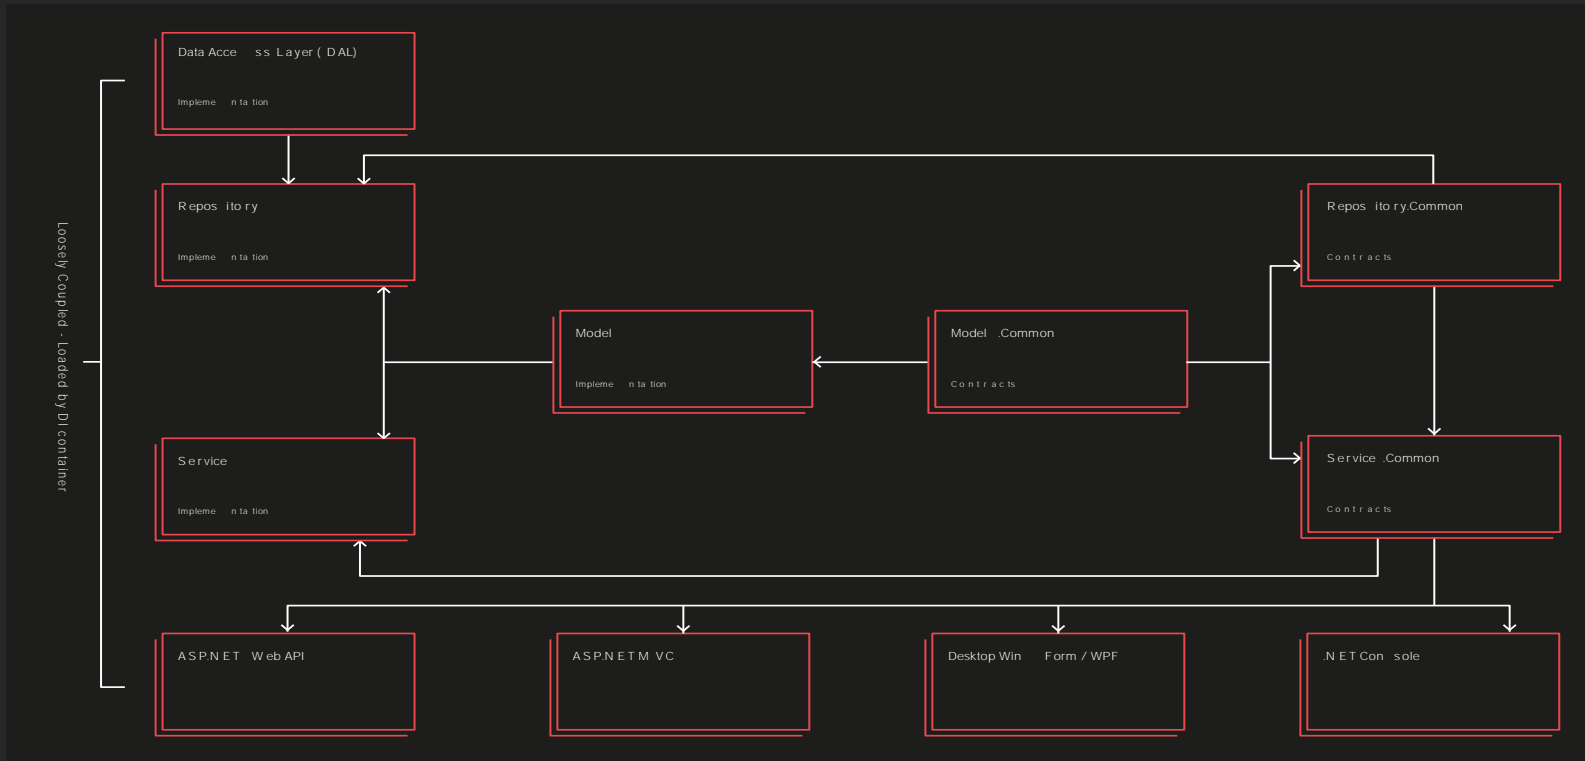 Data Access Layer (DAL)
Implementation
Repository
Implementation
Repository.Common
Contracts
Loosely Coupled - Loaded by DI container
Model
Implementation
Model.Common
Contracts
Service
Implementation
Service.Common
Contracts
ASP.NET Web API
ASP.NET MVC
Desktop WinForm / WPF
.NET Console